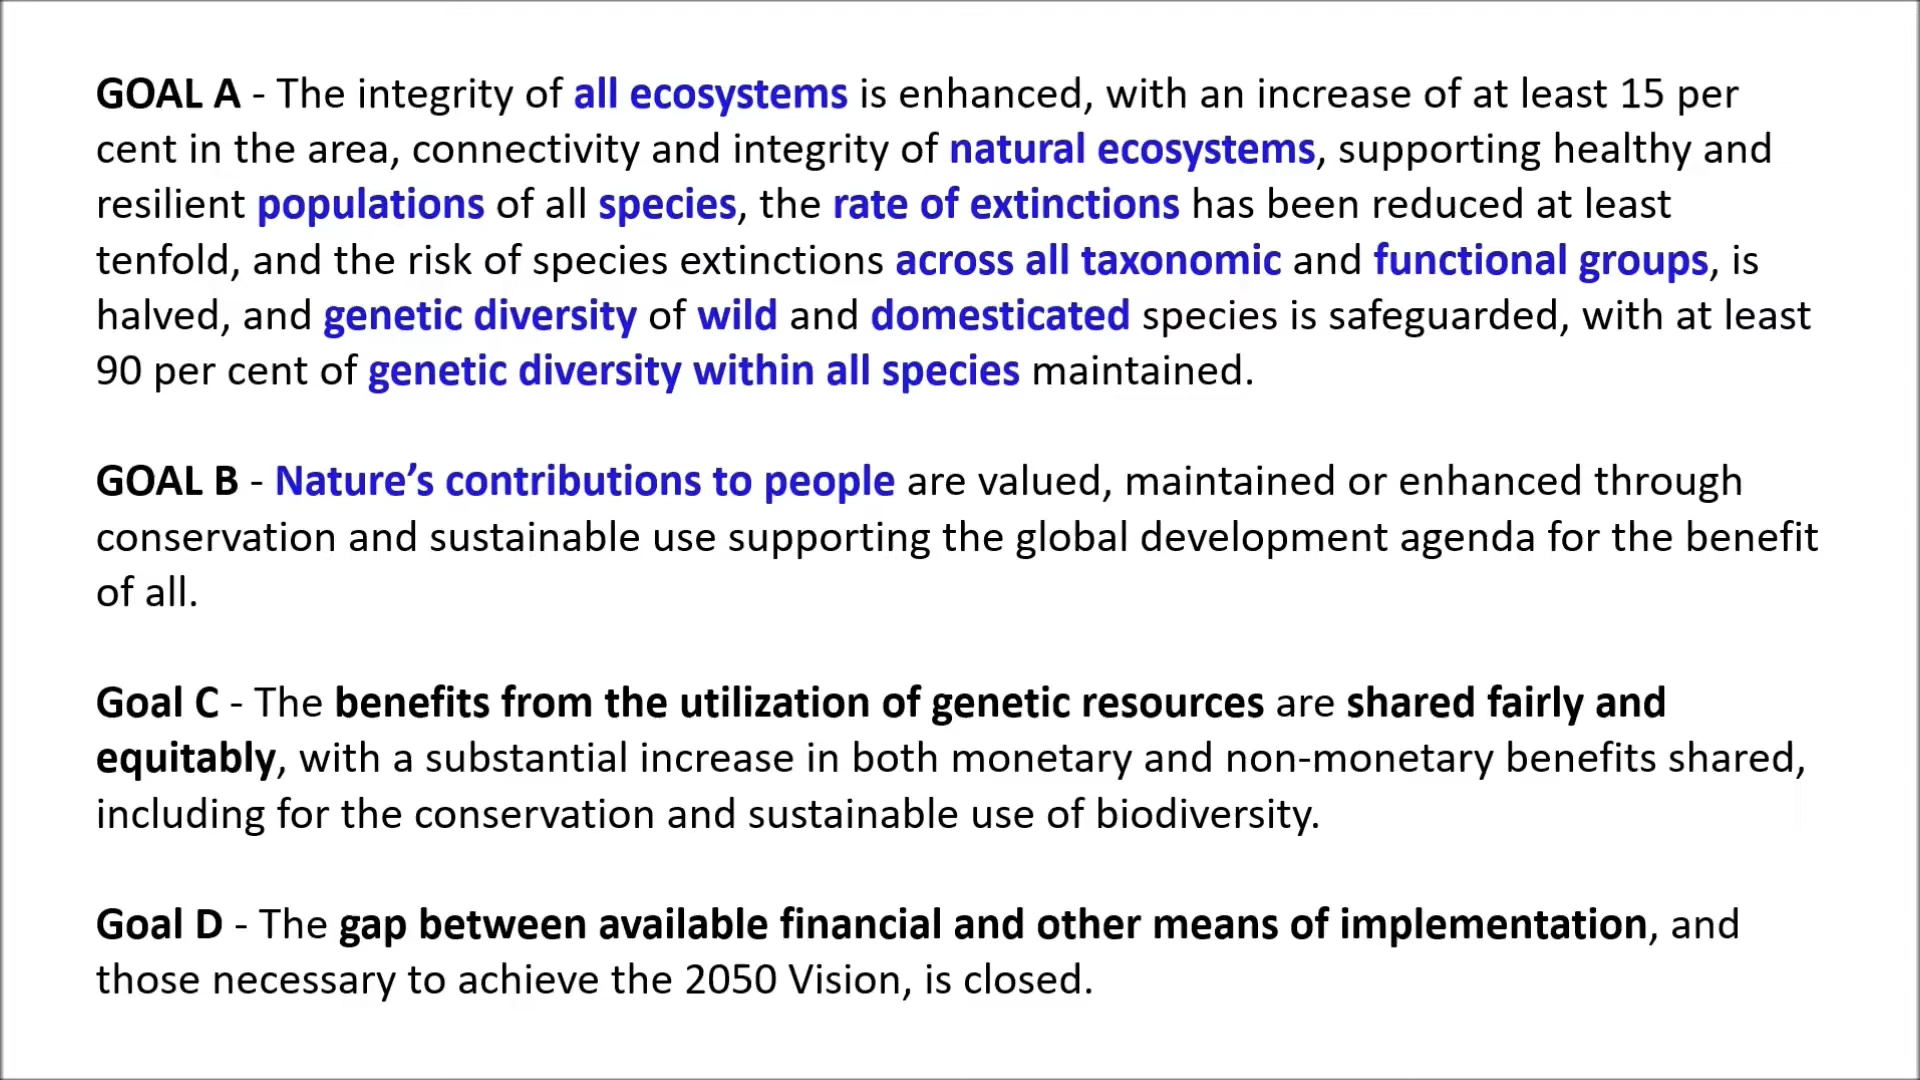 GOAL A - The integrity of all ecosystems is enhanced, with an increase of at least 15 per
cent in the area, connectivity and integrity of natural ecosystems, supporting healthy and
resilient populations of all species, the rate of extinctions has been reduced at least
tenfold, and the risk of species extinctions across all taxonomic and functional groups, is
halved, and genetic diversity of wild and domesticated species is safeguarded, with at least
90 per cent of genetic diversity within all species maintained.
GOAL B - Nature’s contributions to people are valued, maintained or enhanced through
conservation and sustainable use supporting the global development agenda for the benefit
of all.
Goal C - The benefits from the utilization of genetic resources are shared fairly and
equitably, with a substantial increase in both monetary and non-monetary benefits shared,
including for the conservation and sustainable use of biodiversity.
Goal D - The gap between available financial and other means of implementation, and
those necessary to achieve the 2050 Vision, is closed.